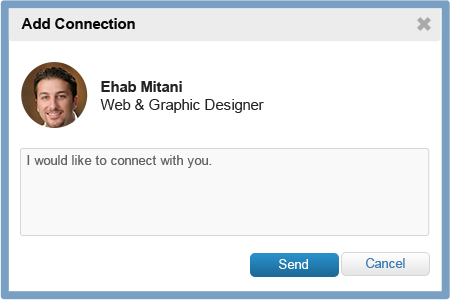 Add Connection
Ehab Mitani
Web & Graphic Designer
I would like to connect with you.
Send
Cancel